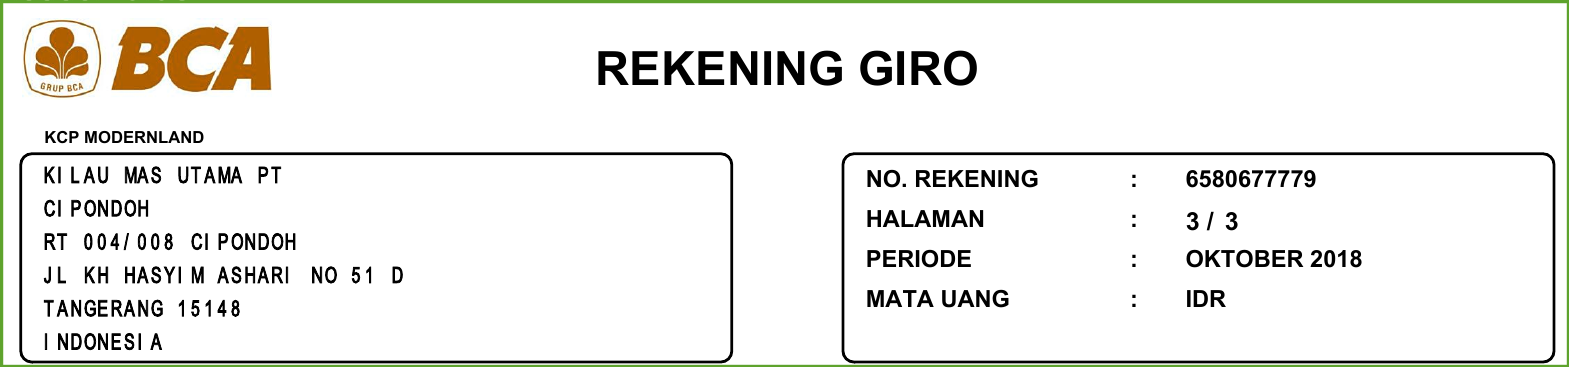 GRUP BCA
BCA
REKENING GIRO
KCP MODERNLAND
KILAU MAS UTAMA PT
CIPONDOH
RT 004/008 CIPONDOH
JL KH HASYIM ASHARI NO 51 D
TANGERANG 15148
INDONESIA
NO. REKENING : 6580677779
HALAMAN : 3 / 3
PERIODE : OKTOBER 2018
MATA UANG : IDR